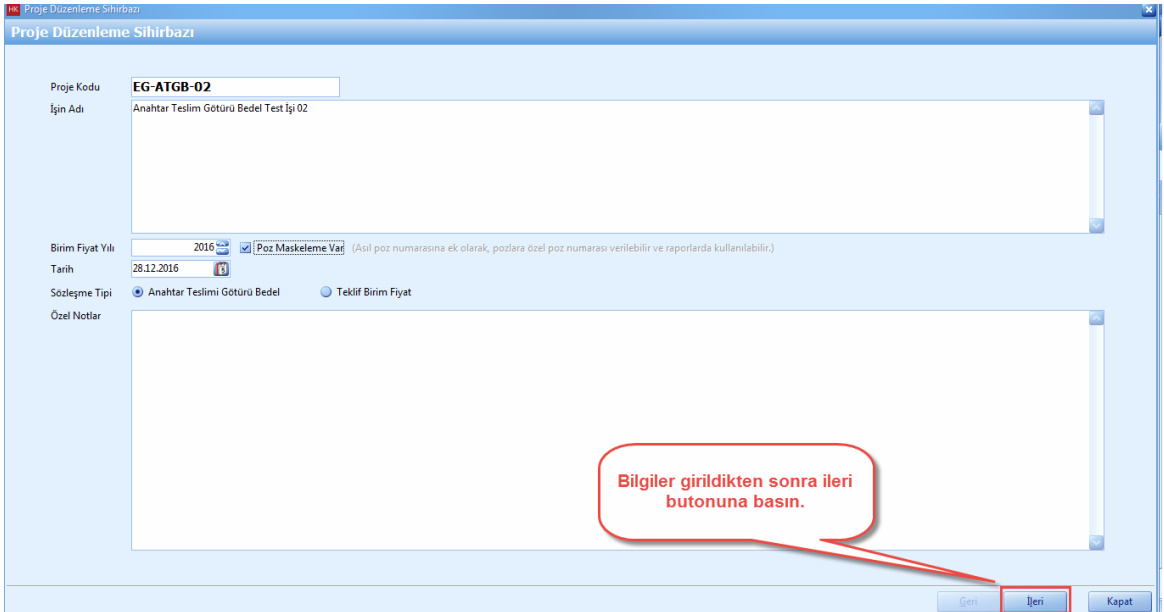 HK Proje Düzenleme Sihirbazı
Proje Düzenleme Sihirbazı
Proje Kodu EG-ATGB-02
İşin Adı Anahtar Teslim Götürü Bedel Test İşi 02
Birim Fiyat Yılı 2016 Poz Maskeleme Var (Asıl poz numarasına ek olarak, pozlara özel poz numarası verilebilir ve raporlarda kullanılabilir.)
Tarih 28.12.2016
Sözleşme Tipi Anahtar Teslimi Götürü Bedel Teklif Birim Fiyat
Özel Notlar
Bilgiler girildikten sonra ileri
butonuna basın.
Geri İleri Kapat